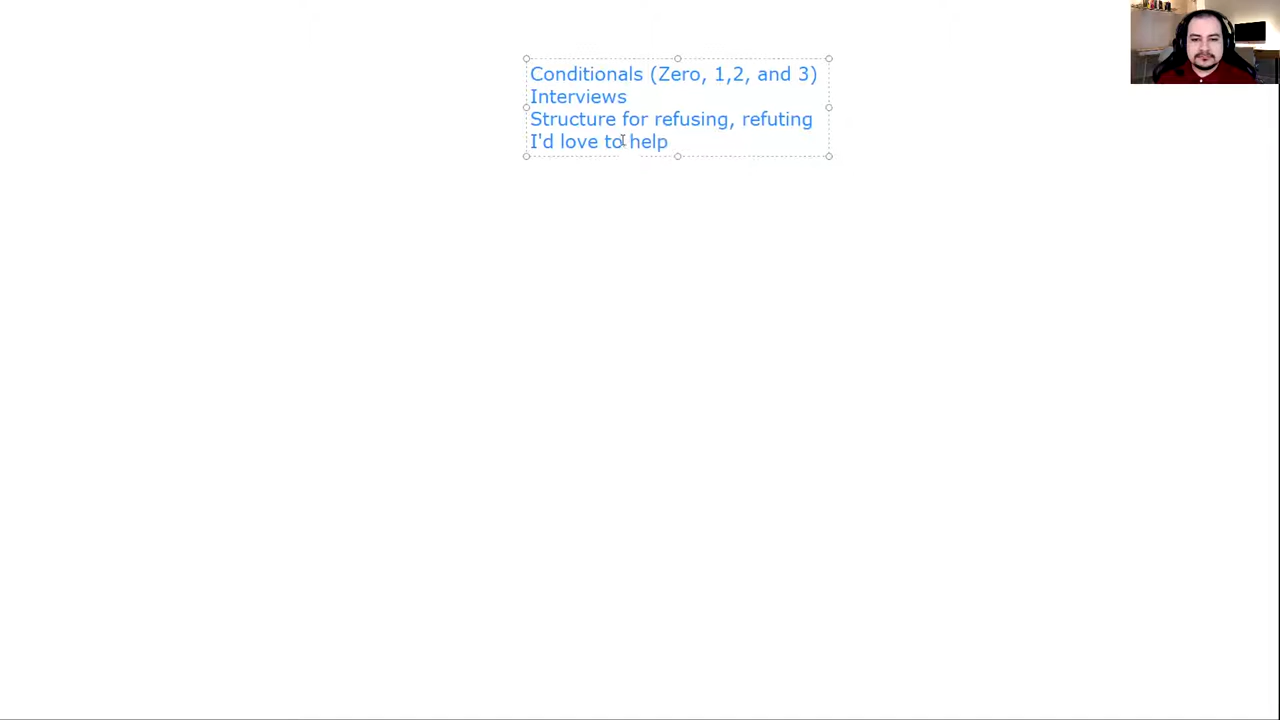 Conditionals (Zero, 1,2, and 3)
Interviews
Structure for refusing, refuting
I'd love to help